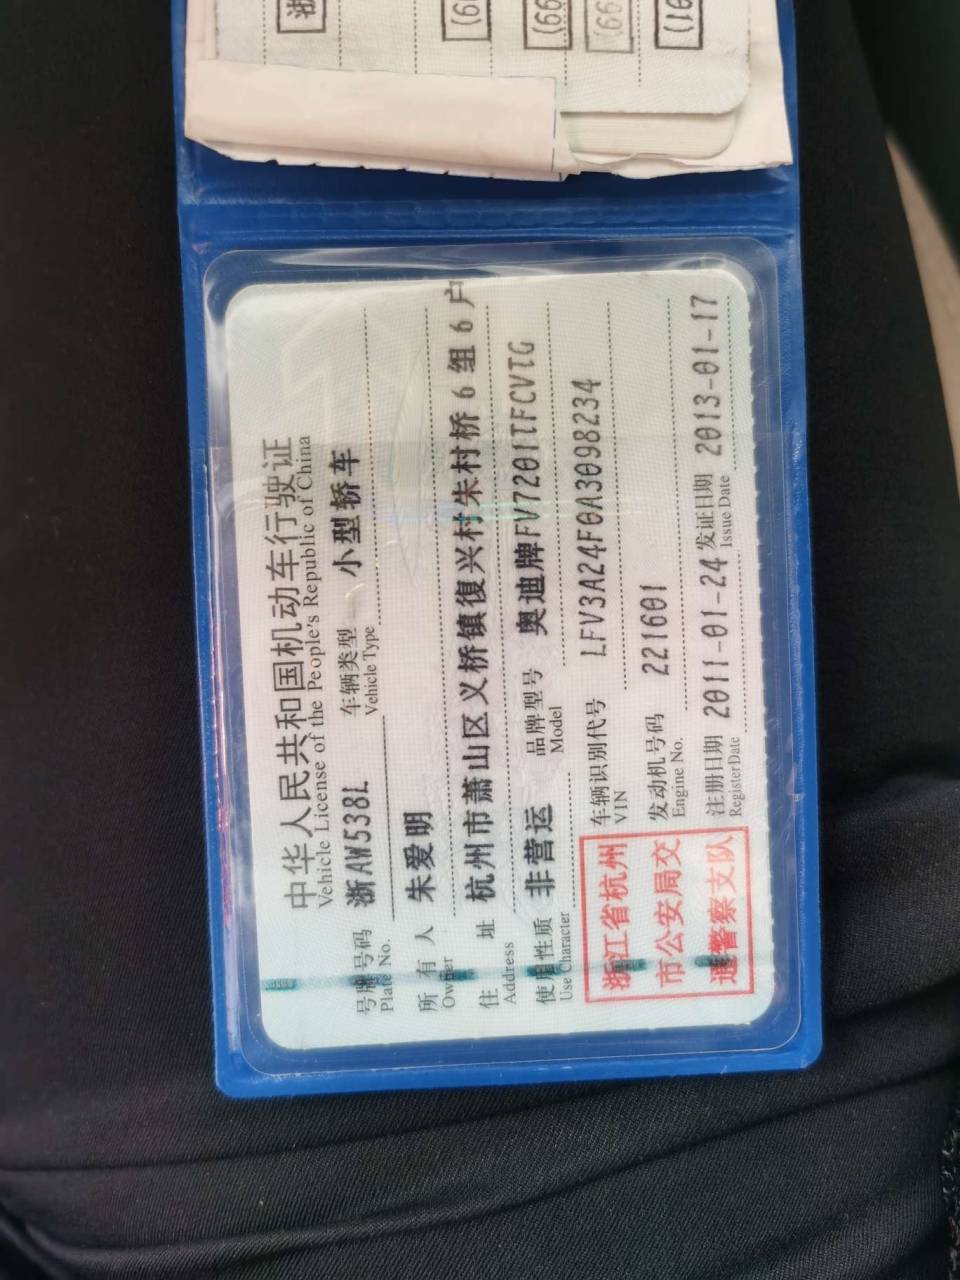 中华人民共和国机动车行驶证
Vehicle License of the People's Republic of China
号牌号码 浙AW538L 车辆类型 小型轿车
Plate No. Vehicle Type
所有人 朱爱明
Owner
住址 杭州市萧山区义桥镇復兴村朱村桥6组6户
Address
使用性质 非营运 品牌型号 奥迪牌FV7201TFCVTG
Use Character Model
浙江省杭州
市公安局交
通警察支队
车辆识别代号 LFV3A24F0A3098234
VIN
发动机号码 221601
Engine No.
注册日期 2011-01-24 发证日期 2013-01-17
Register Date Issue Date